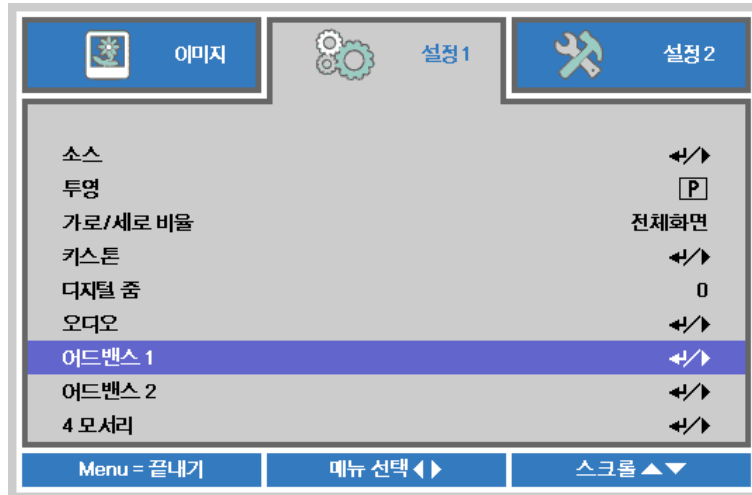 이미지 설정 1 설정 2
소스
투영 P
가로/세로 비율 전체화면
키스톤
디지털 줌 0
오디오
어드밴스 1
어드밴스 2
4 모서리
Menu = 끝내기 메뉴 선택 스크롤